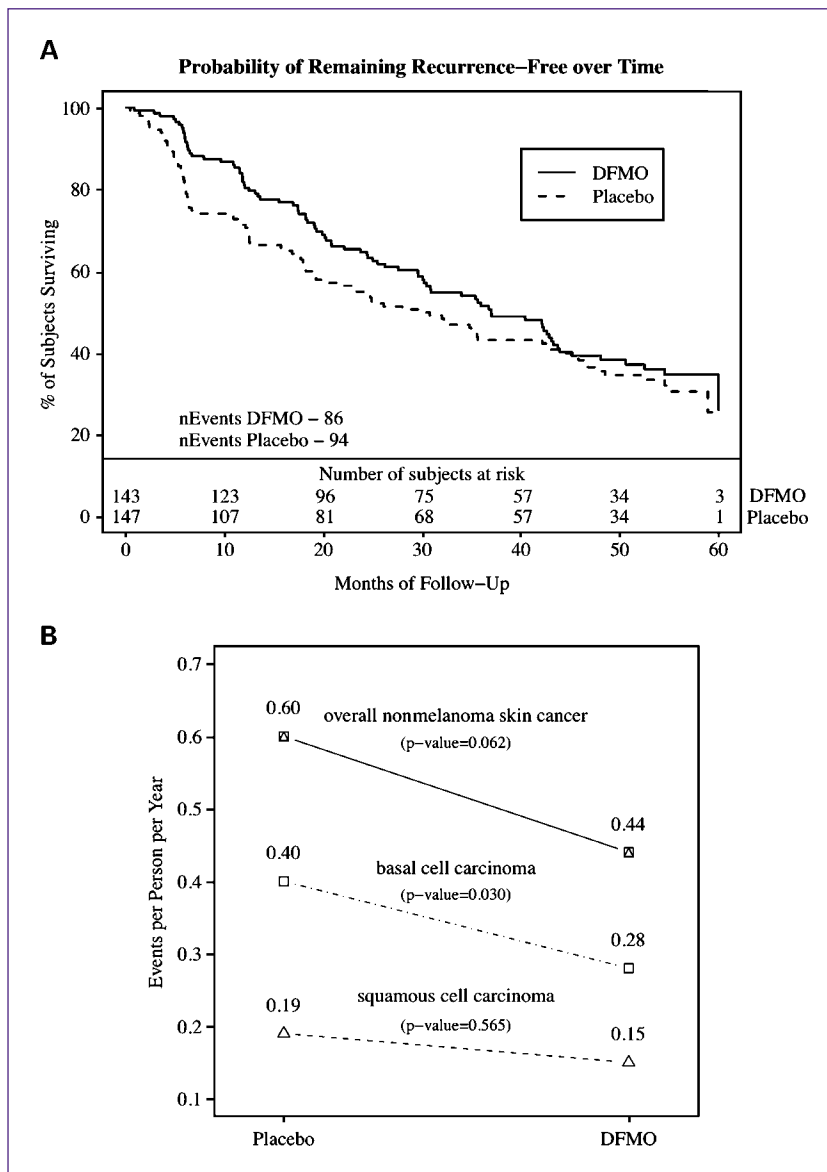 A
Probability of Remaining Recurrence–Free over Time
% of Subjects Surviving
100
80
60
40
20
0
DFMO
Placebo
nEvents DFMO – 86
nEvents Placebo – 94
Number of subjects at risk
143 123 96 75 57 34 3 DFMO
147 107 81 68 57 34 1 Placebo
0 10 20 30 40 50 60
Months of Follow–Up
B
Events per Person per Year
0.7
0.6
0.5
0.4
0.3
0.2
0.1
0.60
overall nonmelanoma skin cancer
(p–value=0.062)
0.44
0.40
basal cell carcinoma
(p–value=0.030)
0.28
0.19
squamous cell carcinoma
(p–value=0.565)
0.15
Placebo DFMO